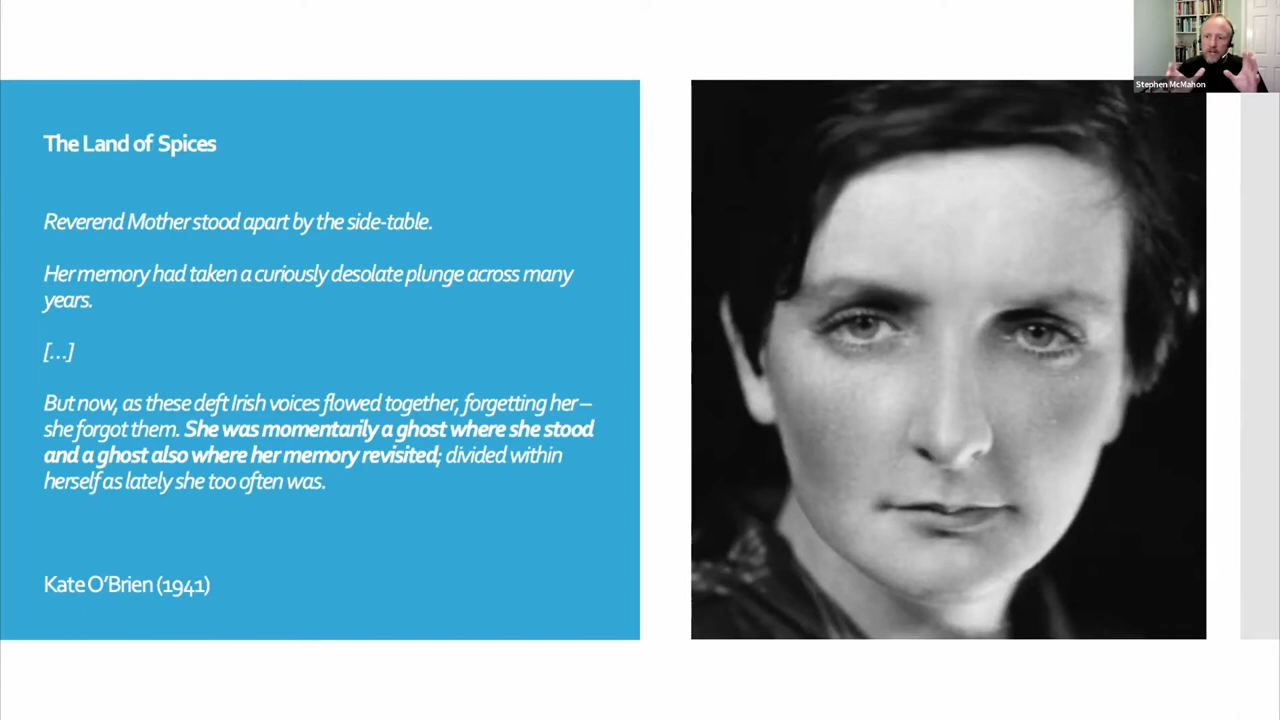 The Land of Spices
Reverend Mother stood apart by the side-table.
Her memory had taken a curiously desolate plunge across many
years.
[…]
But now, as these deft Irish voices flowed together, forgetting her –
she forgot them. She was momentarily a ghost where she stood
and a ghost also where her memory revisited; divided within
herself as lately she too often was.
Kate O’Brien (1941)
Stephen McMahon